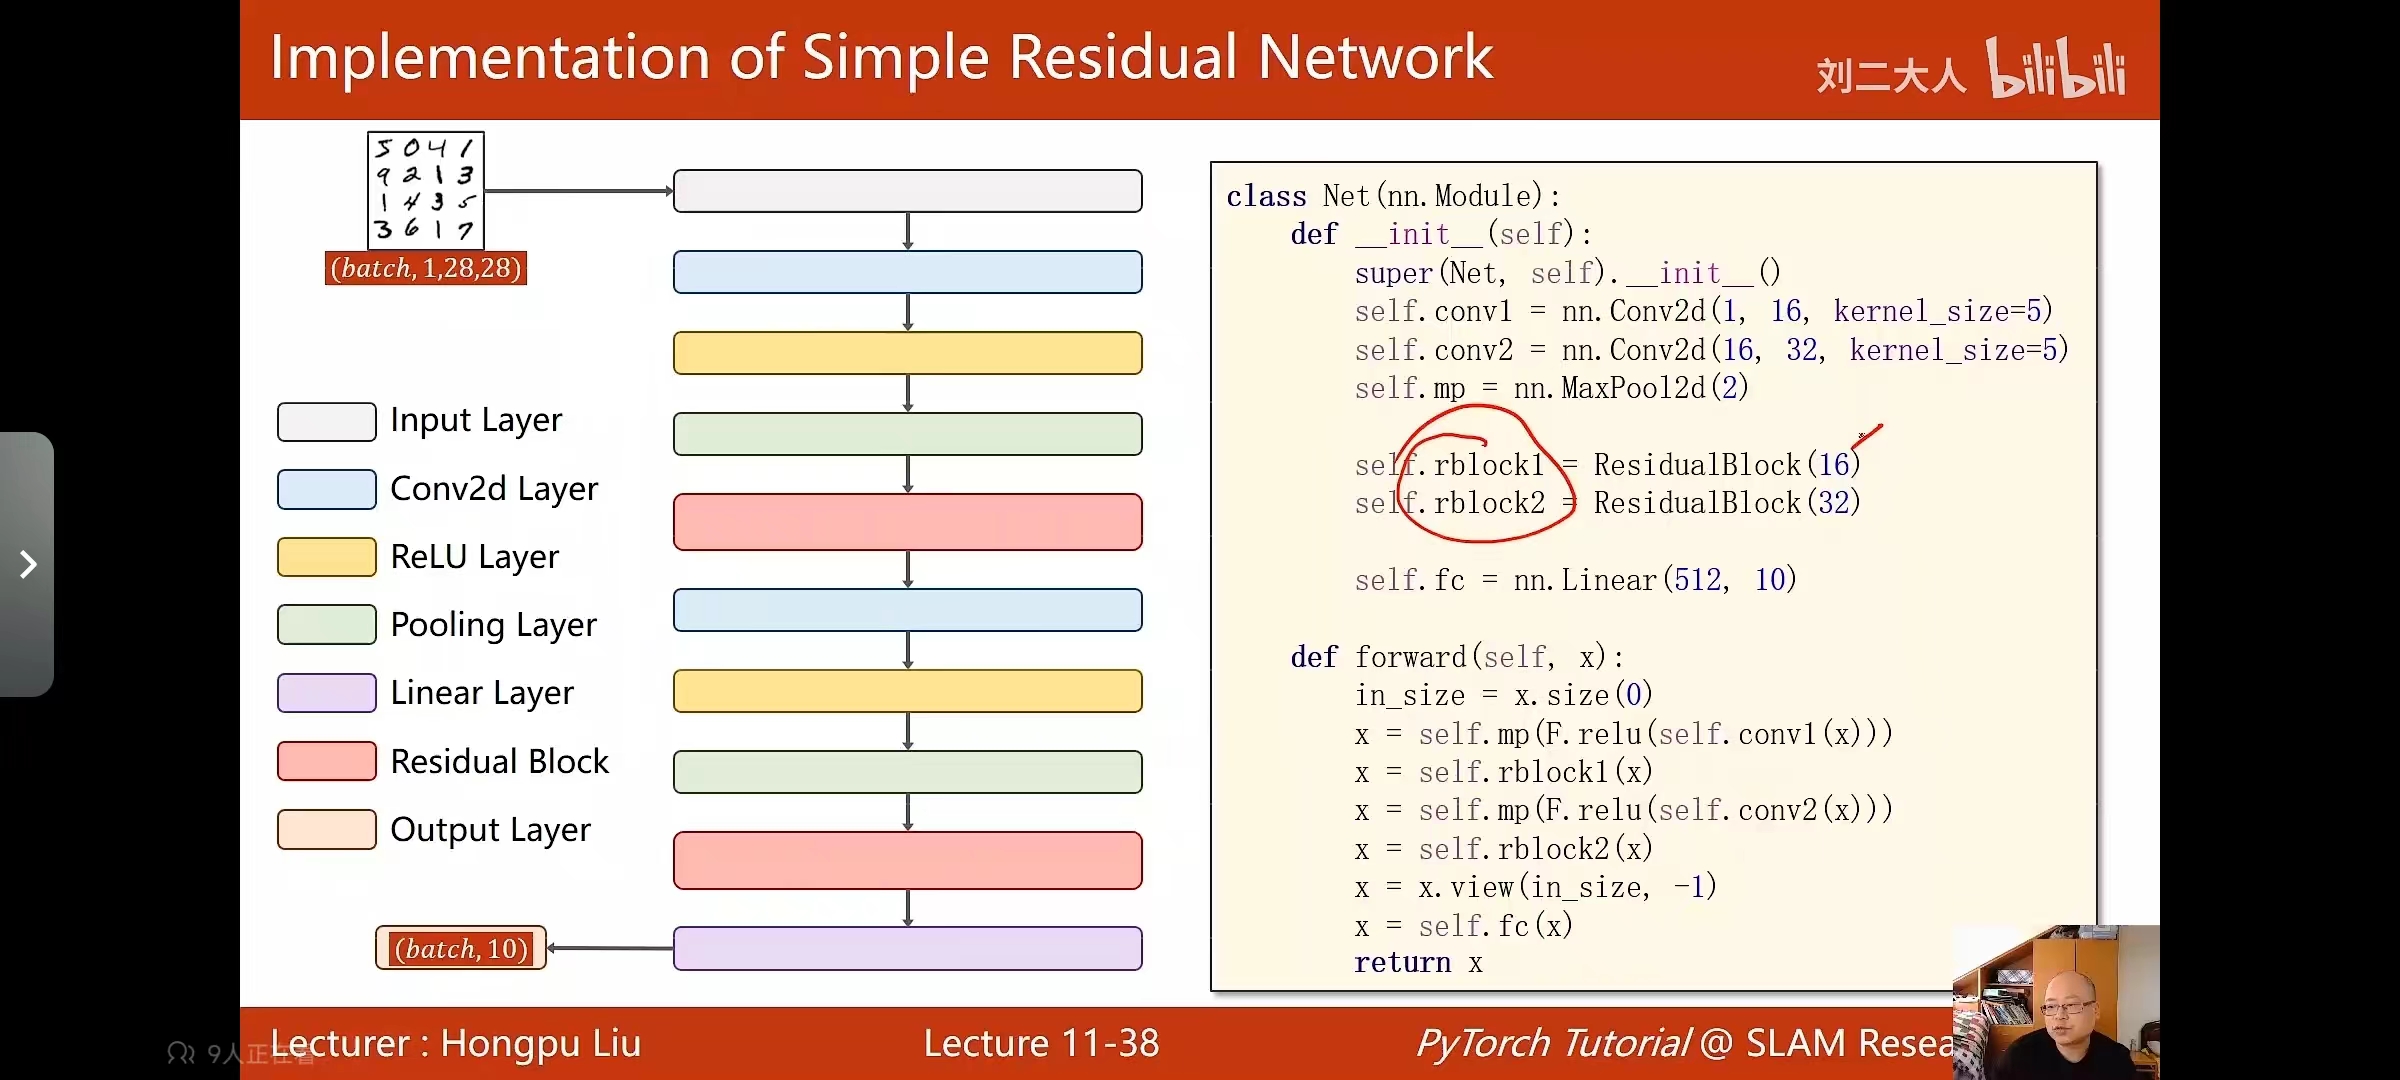 Implementation of Simple Residual Network
刘二大人 bilibili
5 0 4 1
9 2 1 3
1 4 3 5
3 6 1 7
(batch, 1,28,28)
Input Layer
Conv2d Layer
ReLU Layer
Pooling Layer
Linear Layer
Residual Block
Output Layer
(batch, 10)
class Net(nn.Module):
def __init__(self):
super(Net, self).__init__()
self.conv1 = nn.Conv2d(1, 16, kernel_size=5)
self.conv2 = nn.Conv2d(16, 32, kernel_size=5)
self.mp = nn.MaxPool2d(2)
self.rblock1 = ResidualBlock(16)
self.rblock2 = ResidualBlock(32)
self.fc = nn.Linear(512, 10)
def forward(self, x):
in_size = x.size(0)
x = self.mp(F.relu(self.conv1(x)))
x = self.rblock1(x)
x = self.mp(F.relu(self.conv2(x)))
x = self.rblock2(x)
x = x.view(in_size, -1)
x = self.fc(x)
return x
Lecturer : Hongpu Liu
Lecture 11-38
PyTorch Tutorial @ SLAM Resea
9人正在看